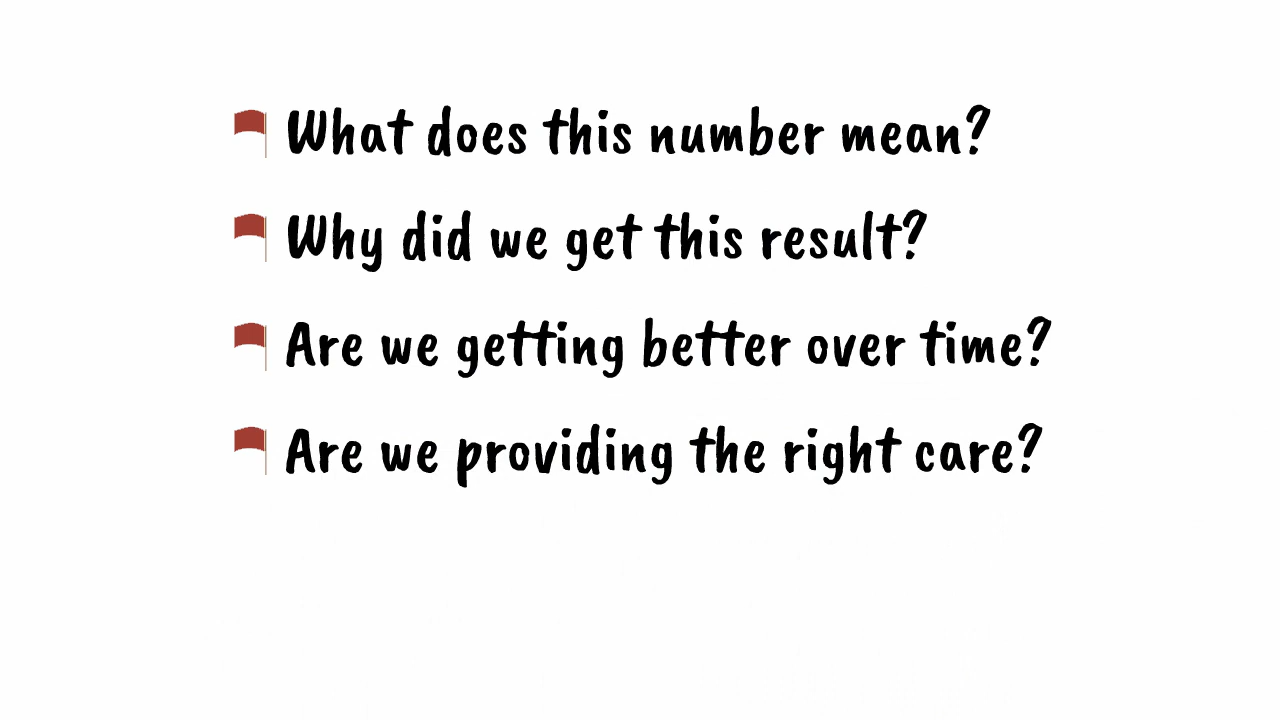 What does this number mean?
Why did we get this result?
Are we getting better over time?
Are we providing the right care?